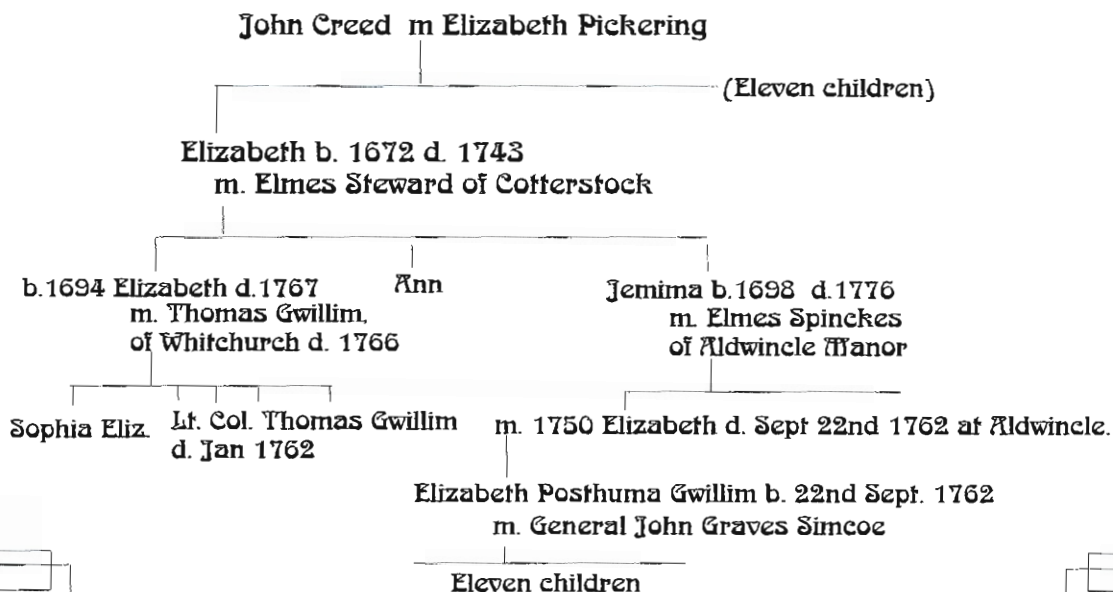 John Creed m Elizabeth Pickering
(Eleven children)
Elizabeth b. 1672 d. 1743
m. Elmes Steward of Cotterstock
b.1694 Elizabeth d.1767
m. Thomas Gwillim,
of Whitchurch d. 1766
Ann
Jemima b.1698 d.1776
m. Elmes Spinckes
of Aldwincle Manor
Sophia Eliz.
Lt. Col. Thomas Gwillim
d. Jan 1762
m. 1750 Elizabeth d. Sept 22nd 1762 at Aldwincle.
Elizabeth Posthuma Gwillim b. 22nd Sept. 1762
m. General John Graves Simcoe
Eleven children